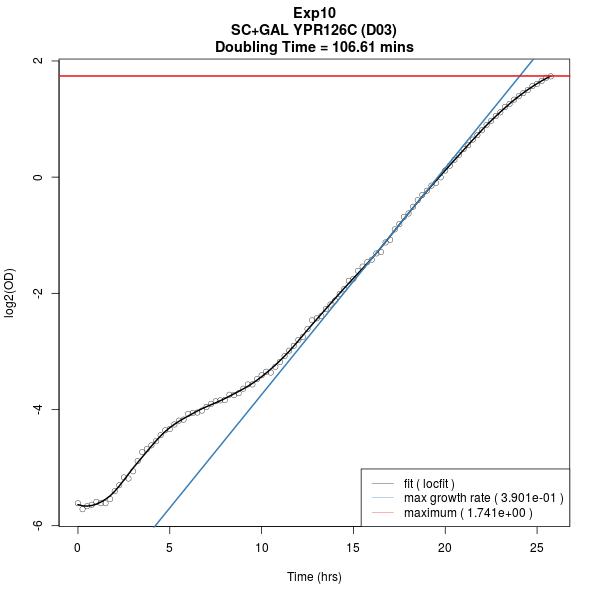 Exp10
SC+GAL YPR126C (D03)
Doubling Time = 106.61 mins
log2(OD)
2
0
-2
-4
-6
fit ( locfit )
max growth rate ( 3.901e-01 )
maximum ( 1.741e+00 )
0 5 10 15 20 25
Time (hrs)